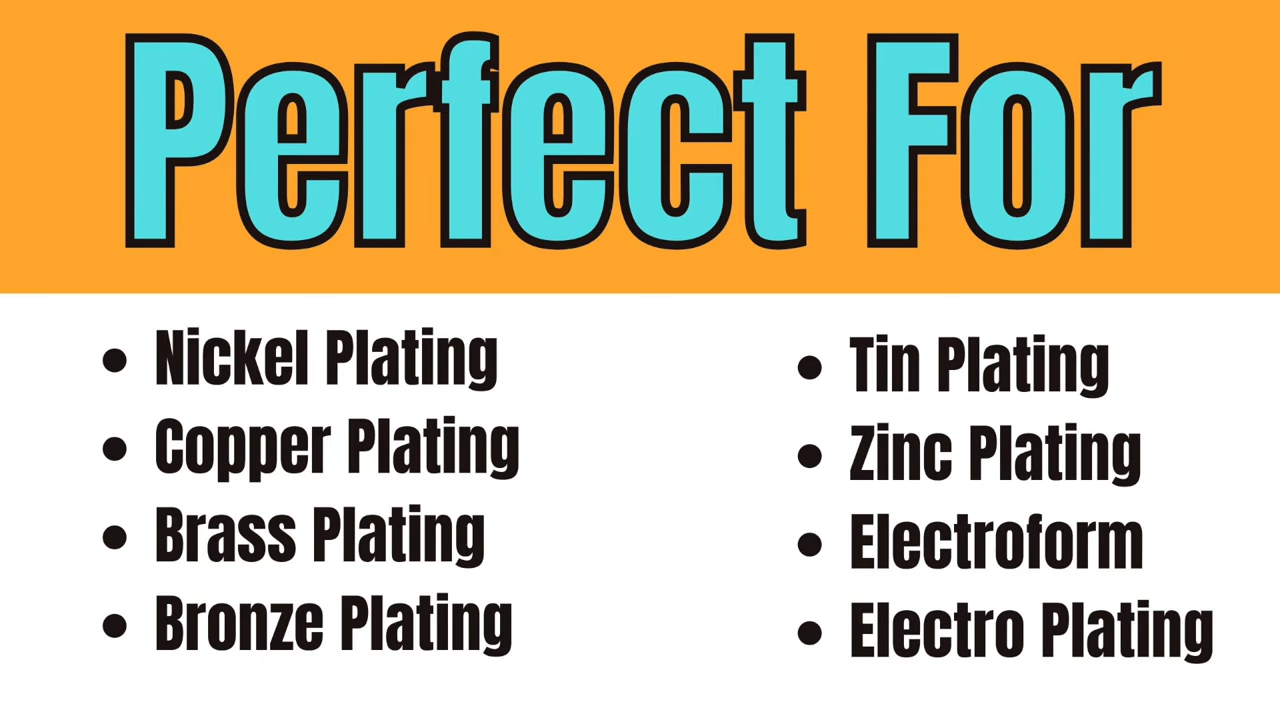 Perfect For
• Nickel Plating
• Copper Plating
• Brass Plating
• Bronze Plating
• Tin Plating
• Zinc Plating
• Electroform
• Electro Plating